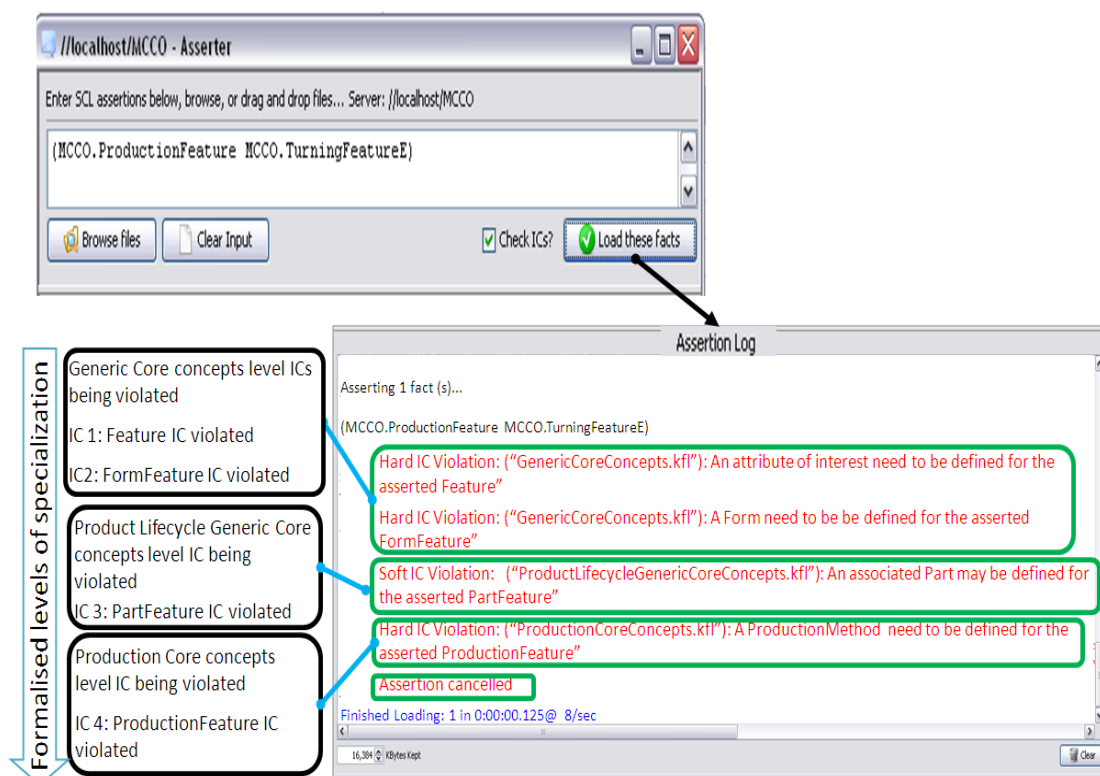 //localhost/MCCO - Asserter
Enter SCL assertions below, browse, or drag and drop files... Server: //localhost/MCCO
(MCCO.ProductionFeature MCCO.TurningFeatureE)
Browse files
Clear Input
Check ICs?
Load these facts
Formalised levels of specialization
Generic Core concepts level ICs
being violated
IC 1: Feature IC violated
IC2: FormFeature IC violated
Product Lifecycle Generic Core
concepts level IC being
violated
IC 3: PartFeature IC violated
Production Core concepts
level IC being violated
IC 4: ProductionFeature IC
violated
Assertion Log
Asserting 1 fact (s)...
(MCCO.ProductionFeature MCCO.TurningFeatureE)
Hard IC Violation: (“GenericCoreConcepts.kfl”): An attribute of interest need to be defined for the
asserted Feature”
Hard IC Violation: (“GenericCoreConcepts.kfl”): A Form need to be be defined for the asserted
FormFeature”
Soft IC Violation: (“ProductLifecycleGenericCoreConcepts.kfl”): An associated Part may be defined for
the asserted PartFeature”
Hard IC Violation: (“ProductionCoreConcepts.kfl”): A ProductionMethod need to be defined for the
asserted ProductionFeature”
Assertion cancelled
Finished Loading: 1 in 0:00:00.125@ 8/sec
16,384 KBytes Kept
Clear